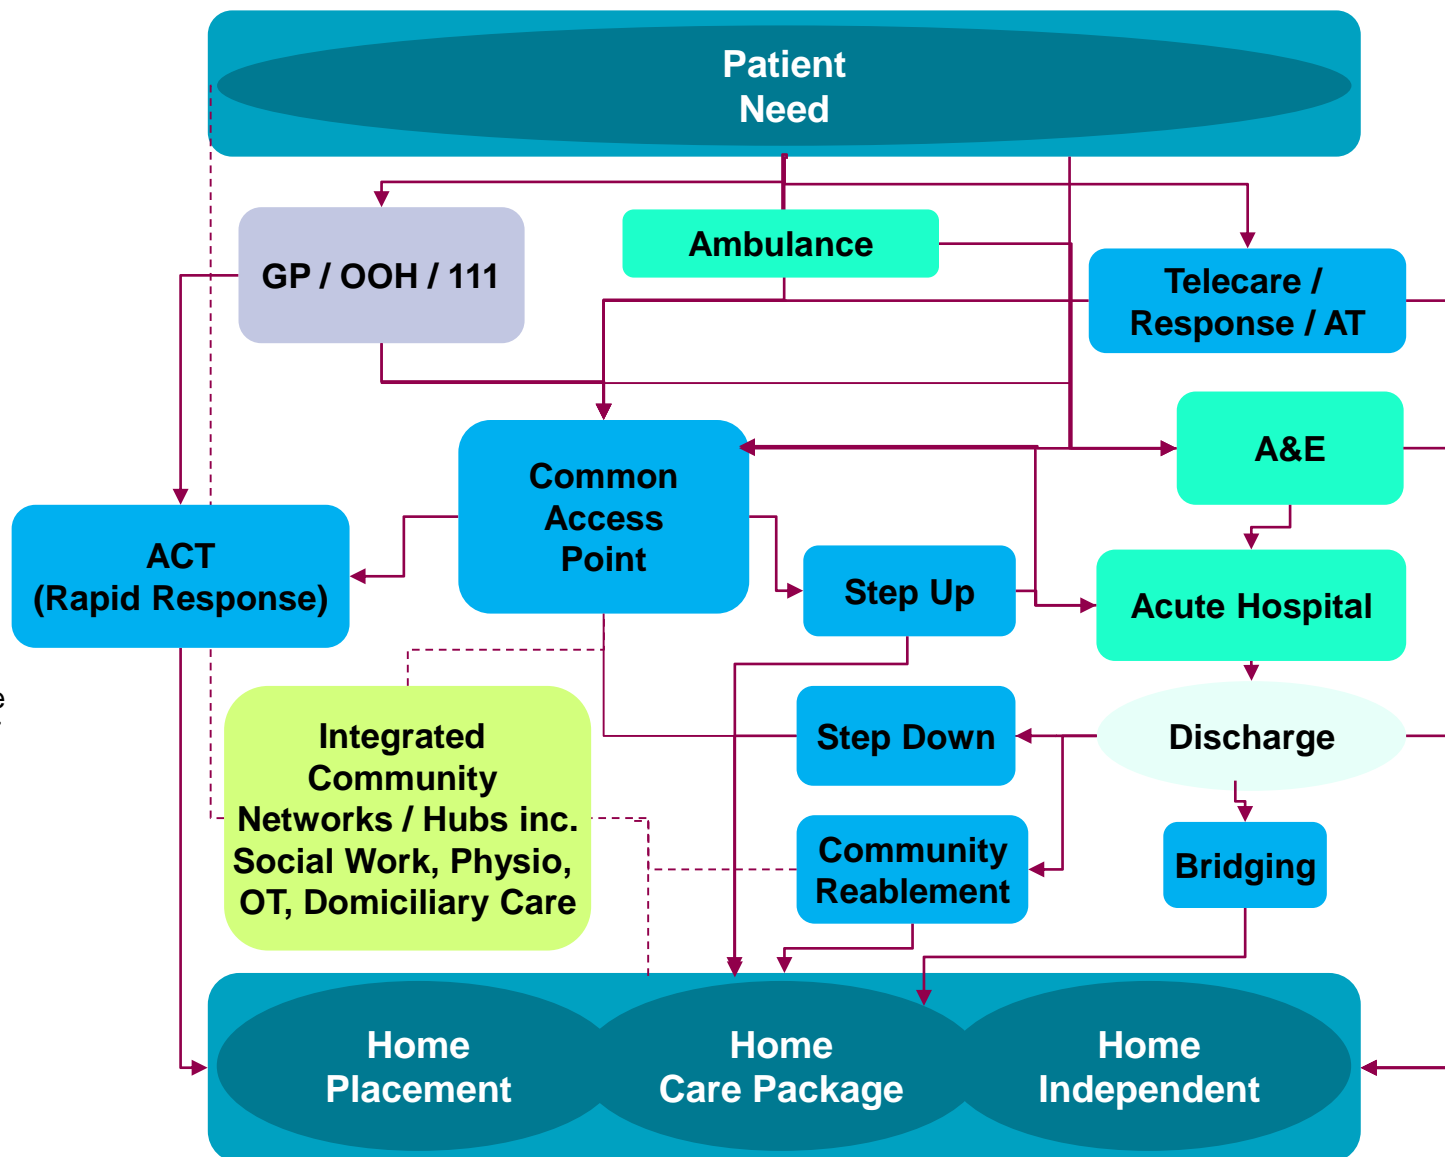 Patient
Need
GP / OOH / 111
Ambulance
Telecare /
Response / AT
A&E
Common
Access
Point
ACT
(Rapid Response)
Step Up
Acute Hospital
e
Integrated
Community
Networks / Hubs inc.
Social Work, Physio,
OT, Domiciliary Care
Step Down
Discharge
Community
Reablement
Bridging
Home
Placement
Home
Care Package
Home
Independent